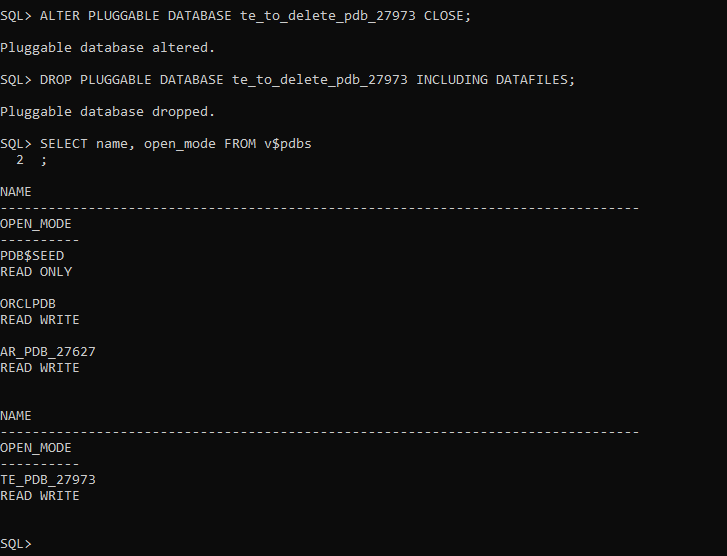 SQL> ALTER PLUGGABLE DATABASE te_to_delete_pdb_27973 CLOSE;
Pluggable database altered.
SQL> DROP PLUGGABLE DATABASE te_to_delete_pdb_27973 INCLUDING DATAFILES;
Pluggable database dropped.
SQL> SELECT name, open_mode FROM v$pdbs
  2  ;
NAME
--------------------------------------------------------------------------------
OPEN_MODE
----------
PDB$SEED
READ ONLY
ORCLPDB
READ WRITE
AR_PDB_27627
READ WRITE
NAME
--------------------------------------------------------------------------------
OPEN_MODE
----------
TE_PDB_27973
READ WRITE
SQL>